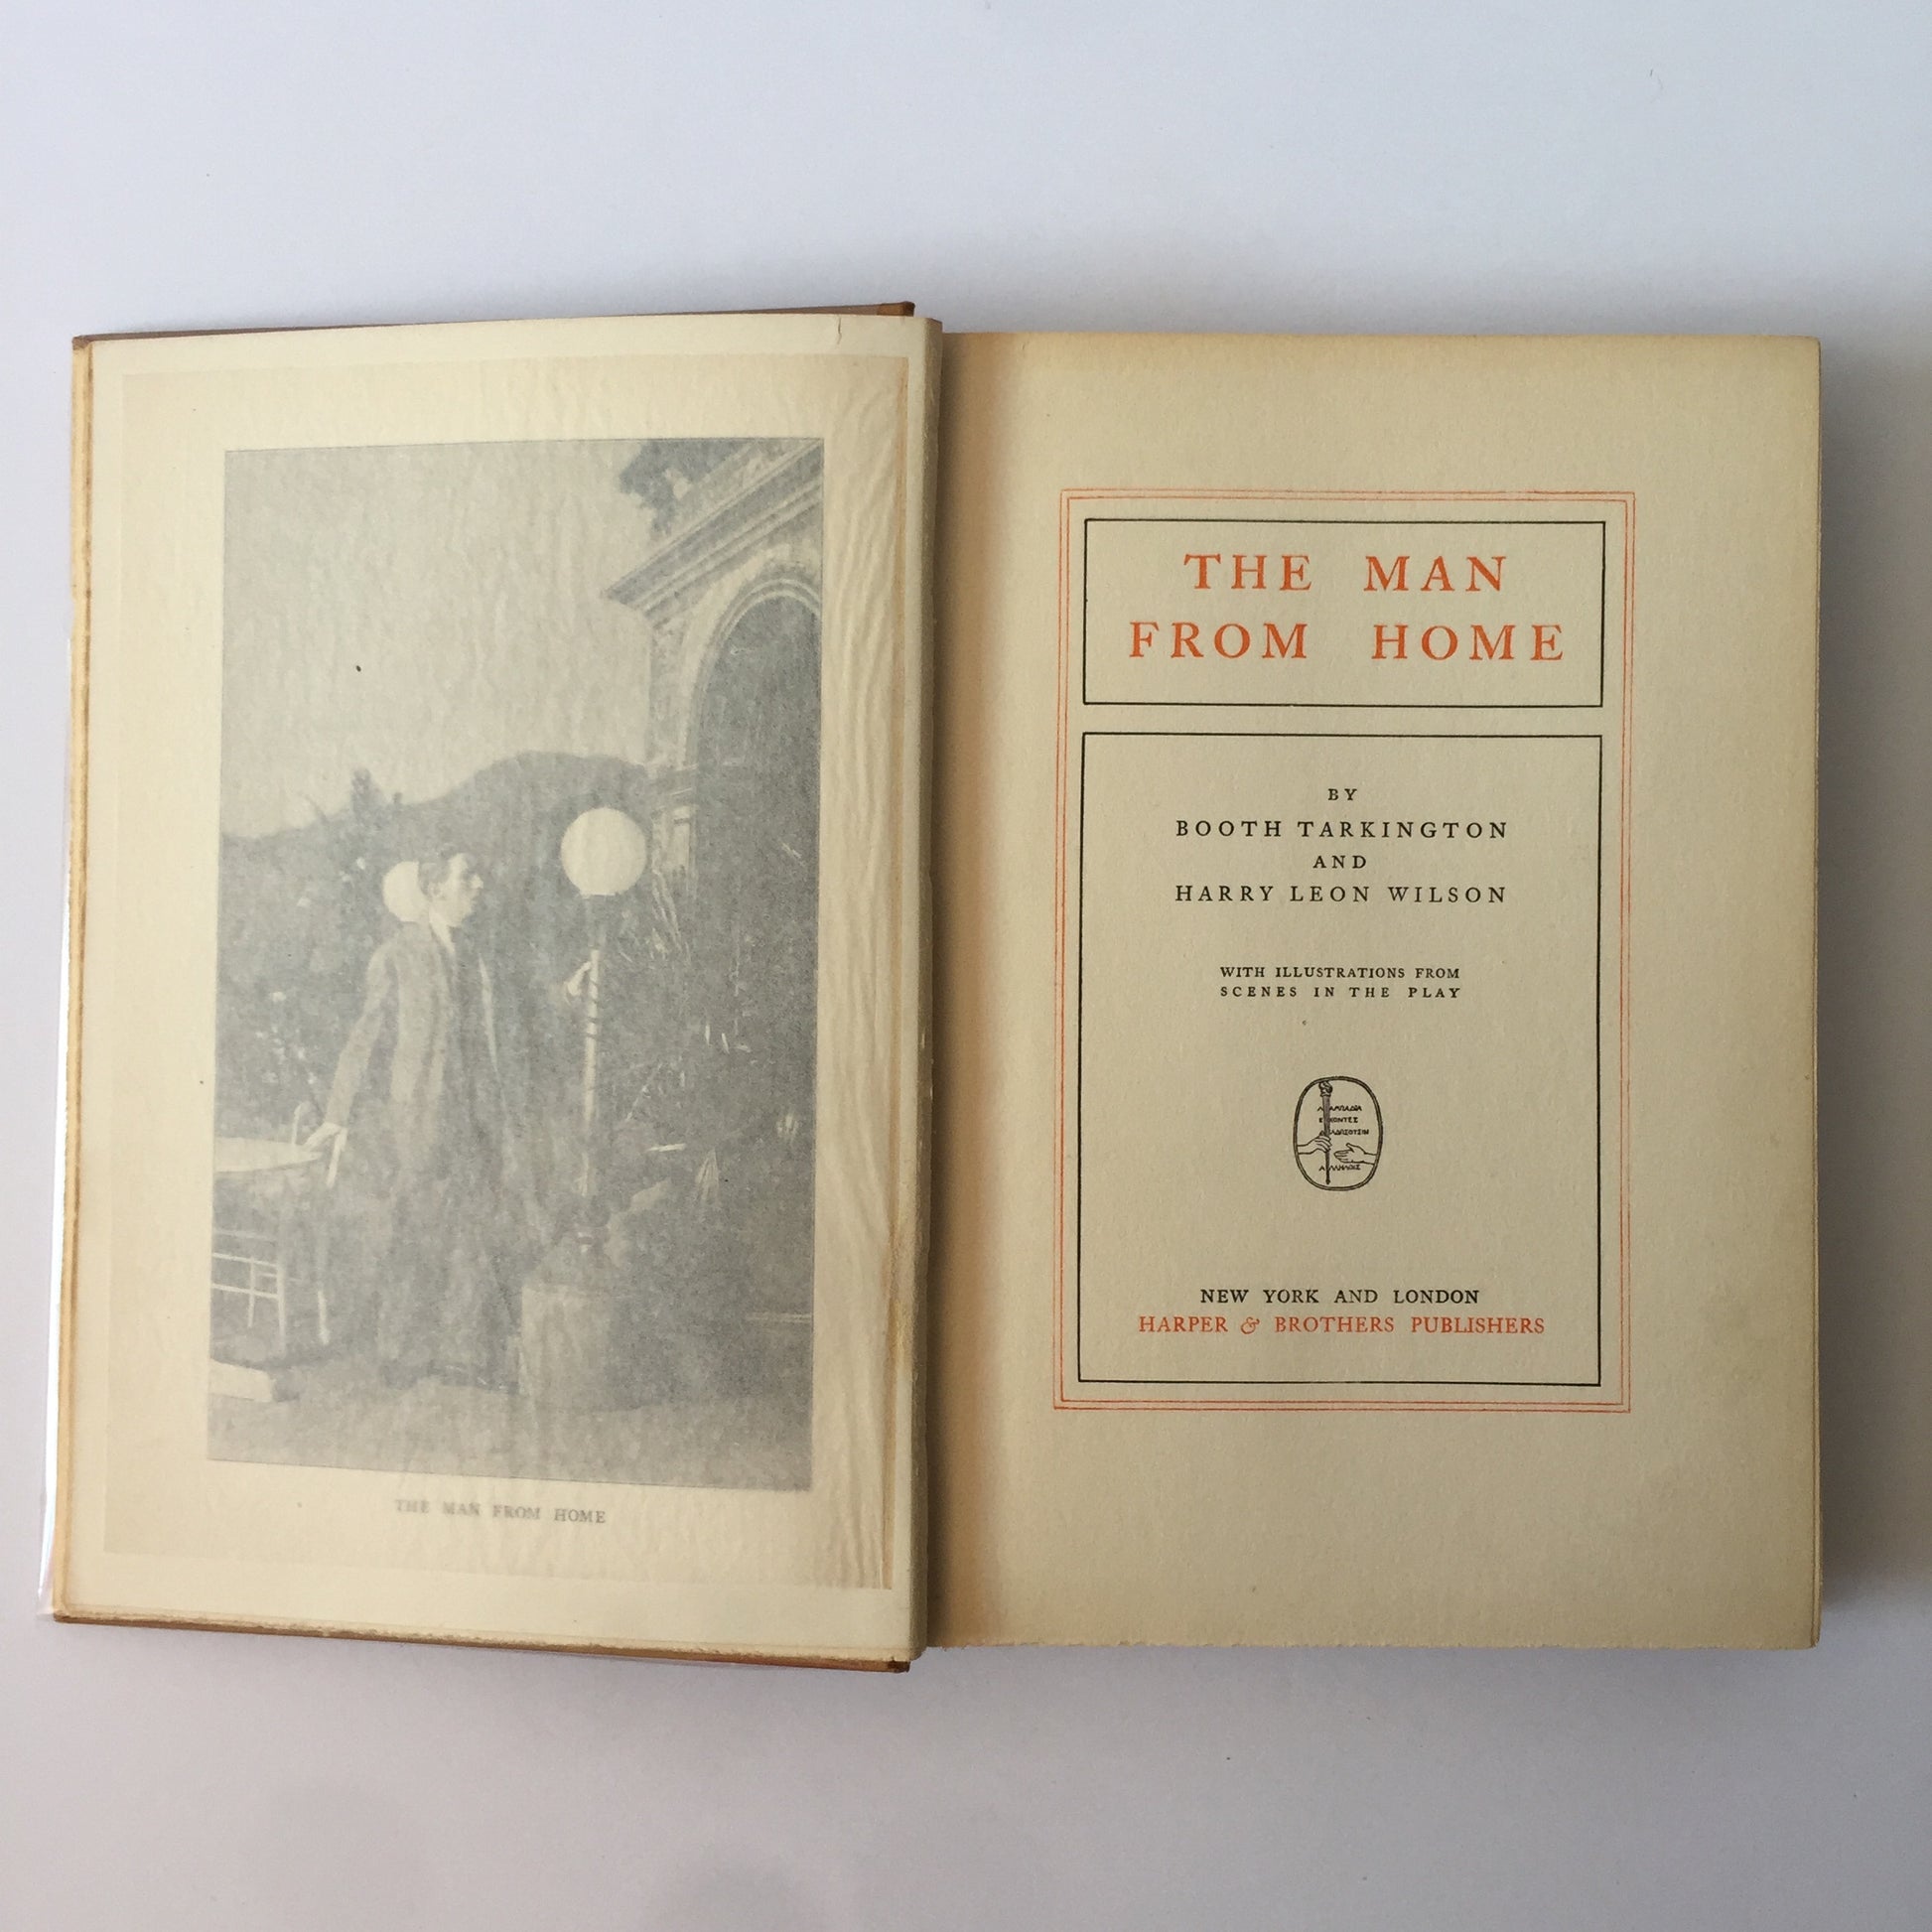 THE MAN FROM HOME
THE MAN
FROM HOME
BY
BOOTH TARKINGTON
AND
HARRY LEON WILSON
WITH ILLUSTRATIONS FROM
SCENES IN THE PLAY
NEW YORK AND LONDON
HARPER & BROTHERS PUBLISHERS